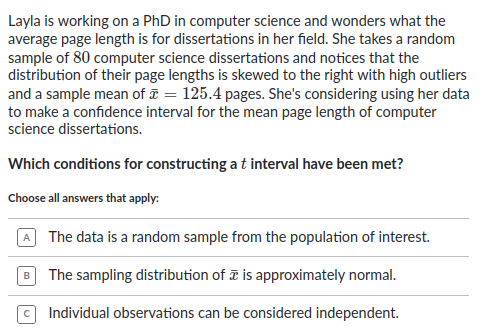 Layla is working on a PhD in computer science and wonders what the
average page length is for dissertations in her field. She takes a random
sample of 80 computer science dissertations and notices that the
distribution of their page lengths is skewed to the right with high outliers
and a sample mean of x̄ = 125.4 pages. She's considering using her data
to make a confidence interval for the mean page length of computer
science dissertations.
Which conditions for constructing a t interval have been met?
Choose all answers that apply:
A The data is a random sample from the population of interest.
B The sampling distribution of x̄ is approximately normal.
C Individual observations can be considered independent.